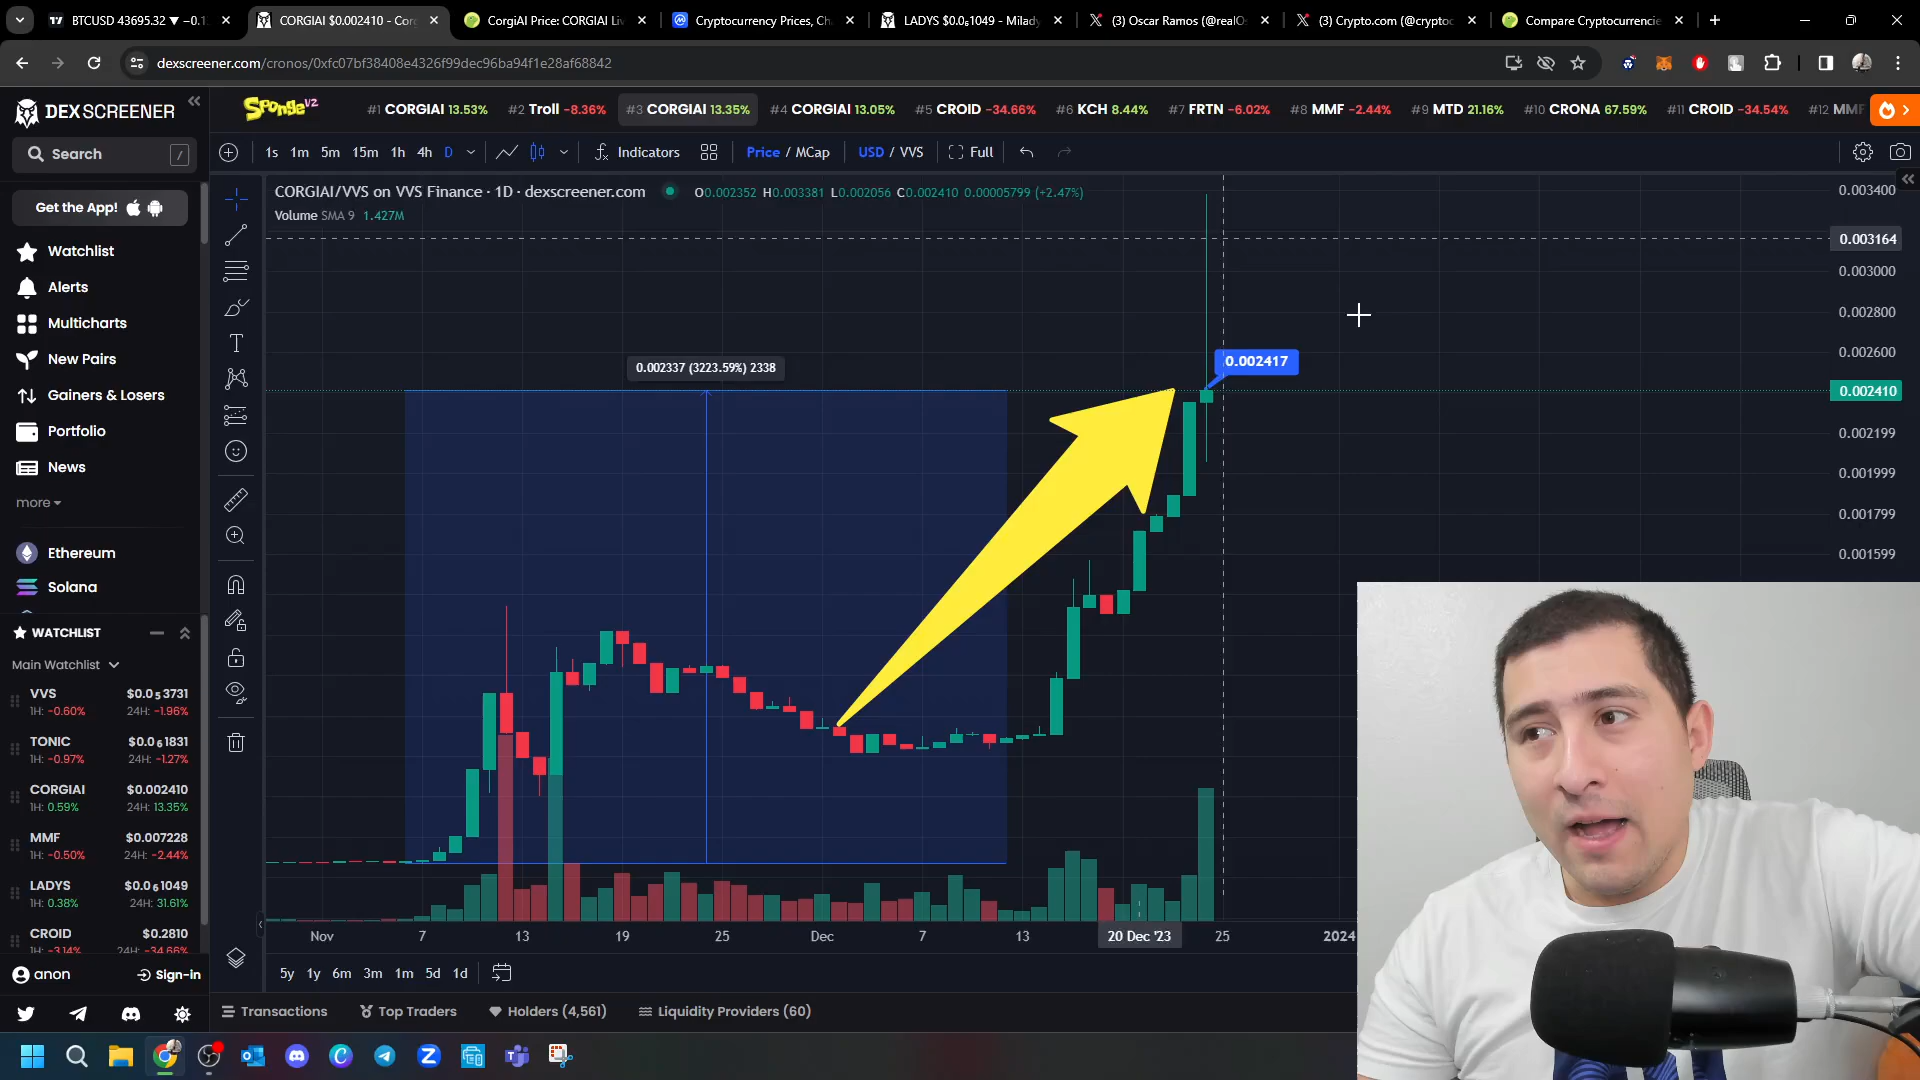 BTCUSD 43695.32 ▼ −0.1
CORGIAI $0.002410 - Cor
CorgiAI Price: CORGIAI Li
Cryptocurrency Prices, Ch
LADYS $0.0₆1049 - Milady
(3) Oscar Ramos (@realO
(3) Crypto.com (@crypto
Compare Cryptocurrencie
dexscreener.com/cronos/0xfc07bf38408e4326f99dec96ba94f1e28af68842
DEXSCREENER
Sponge V2
#1 CORGIAI 13.53%
#2 Troll -8.36%
#3 CORGIAI 13.35%
#4 CORGIAI 13.05%
#5 CROID -34.66%
#6 KCH 8.44%
#7 FRTN -6.02%
#8 MMF -2.44%
#9 MTD 21.16%
#10 CRONA 67.59%
#11 CROID -34.54%
#12 MMF
Search /
1s 1m 5m 15m 1h 4h D
Indicators
Price / MCap
USD / VVS
Full
Get the App!
Watchlist
Alerts
Multicharts
New Pairs
Gainers & Losers
Portfolio
News
more
Ethereum
Solana
WATCHLIST
Main Watchlist
VVS $0.0₅3731
1H: -0.60% 24H: -1.96%
TONIC $0.0₆1831
1H: -0.97% 24H: -1.27%
CORGIAI $0.002410
1H: 0.59% 24H: 13.35%
MMF $0.007228
1H: -0.50% 24H: -2.44%
LADYS $0.0₆1049
1H: 0.38% 24H: 31.61%
CROID $0.2810
1H: -3.14% 24H: -34.66%
anon Sign-in
CORGIAI/VVS on VVS Finance · 1D · dexscreener.com
O0.002352 H0.003381 L0.002056 C0.002410 0.00005799 (+2.47%)
Volume SMA 9 1.427M
0.002337 (3223.59%) 2338
0.002417
0.003400
0.003164
0.003000
0.002800
0.002600
0.002410
0.002199
0.001999
0.001799
0.001599
Nov 7 13 19 25 Dec 7 13 20 Dec '23 25 2024
5y 1y 6m 3m 1m 5d 1d
Transactions
Top Traders
Holders (4,561)
Liquidity Providers (60)